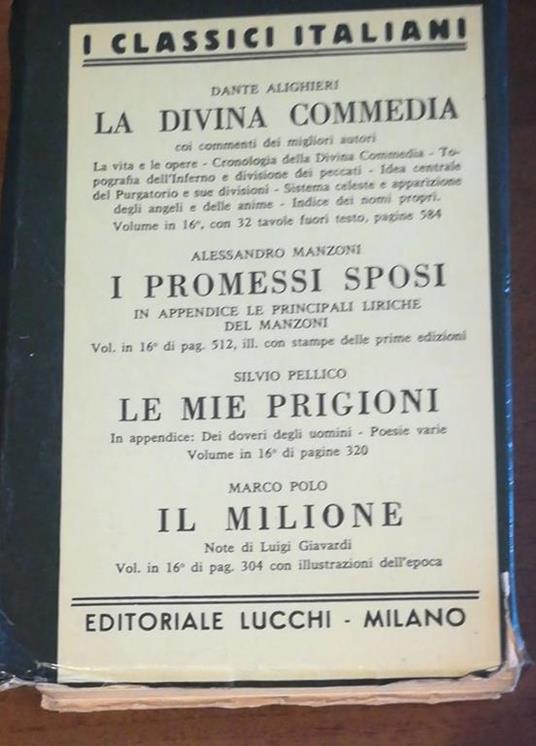 I CLASSICI ITALIANI
DANTE ALIGHIERI
LA DIVINA COMMEDIA
coi commenti dei migliori autori
La vita e le opere - Cronologia della Divina Commedia - To-
pografia dell'Inferno e divisione dei peccati - Idea centrale
del Purgatorio e sue divisioni - Sistema celeste e apparizione
degli angeli e delle anime - Indice dei nomi propri.
Volume in 16°, con 32 tavole fuori testo, pagine 584
ALESSANDRO MANZONI
I PROMESSI SPOSI
IN APPENDICE LE PRINCIPALI LIRICHE
DEL MANZONI
Vol. in 16° di pag. 512, ill. con stampe delle prime edizioni
SILVIO PELLICO
LE MIE PRIGIONI
In appendice: Dei doveri degli uomini - Poesie varie
Volume in 16° di pagine 320
MARCO POLO
IL M1LIONE
Note di Luigi Giavardi
Vol. in 16° di pag. 304 con illustrazioni dell'epoca
EDITORIALE LUCCHI - MILANO